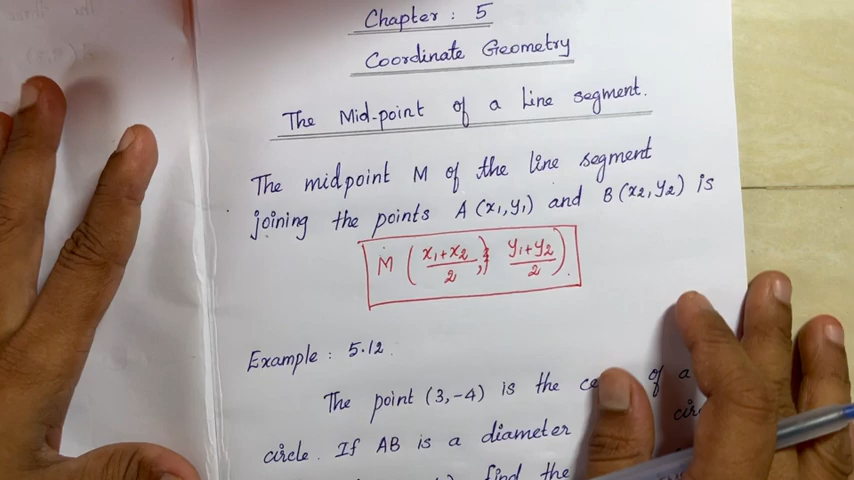 Chapter : 5
Coordinate Geometry
The Mid-point of a Line segment.
The midpoint M of the line segment
joining the points A (x₁, y₁) and B (x₂, y₂) is
M ( x₁+x₂/2 , y₁+y₂/2 ).
Example : 5.12.
The point (3, -4) is the of a
circle. If AB is a diameter
find the